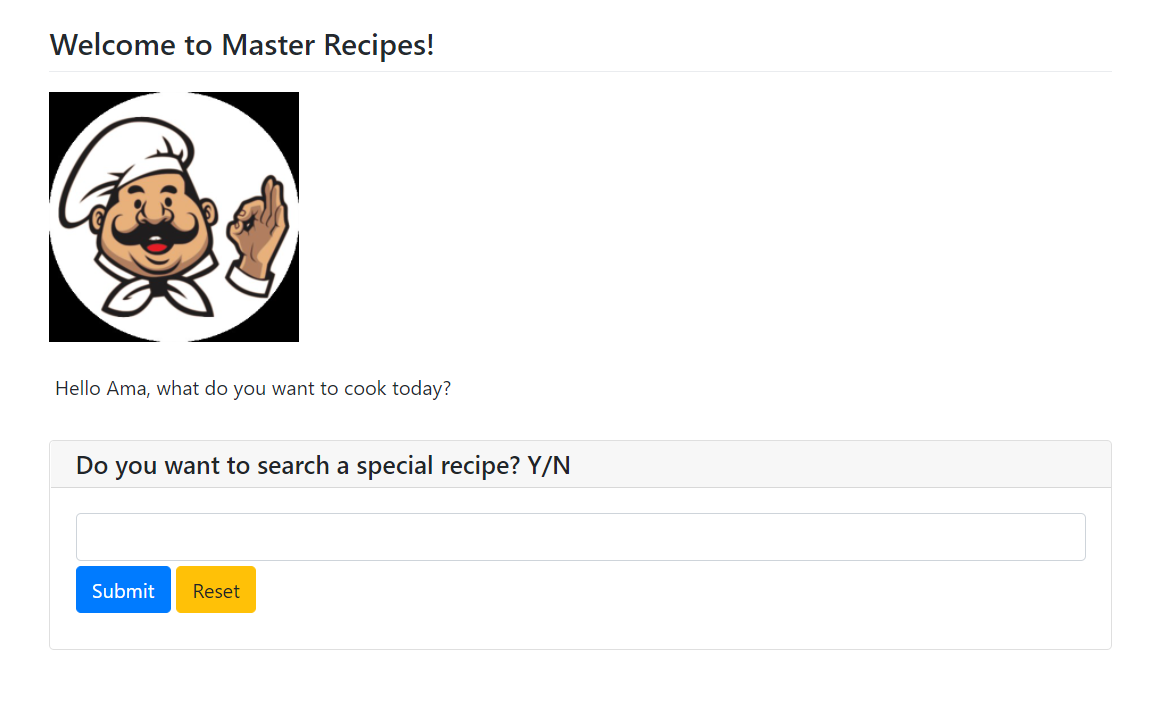 Welcome to Master Recipes!
Hello Ama, what do you want to cook today?
Do you want to search a special recipe? Y/N
Submit Reset